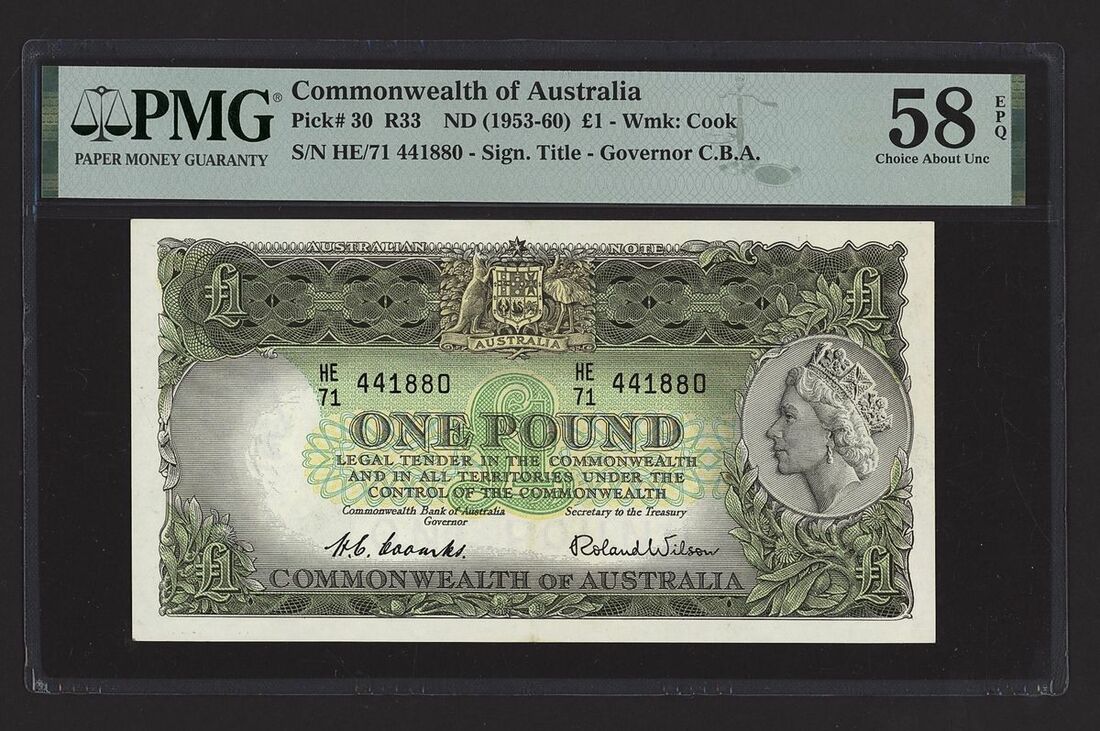 PMG®
PAPER MONEY GUARANTY
Commonwealth of Australia
Pick# 30 R33 ND (1953-60) £1 - Wmk: Cook
S/N HE/71 441880 - Sign. Title - Governor C.B.A.
58 EPQ
Choice About Unc
AUSTRALIAN NOTE
£1 £1
AUSTRALIA
HE 71 441880 HE 71 441880
£
ONE POUND
LEGAL TENDER IN THE COMMONWEALTH
AND IN ALL TERRITORIES UNDER THE
CONTROL OF THE COMMONWEALTH
Commonwealth Bank of Australia Secretary to the Treasury
Governor
H.C. Coombs. Roland Wilson
£1 £1
COMMONWEALTH OF AUSTRALIA